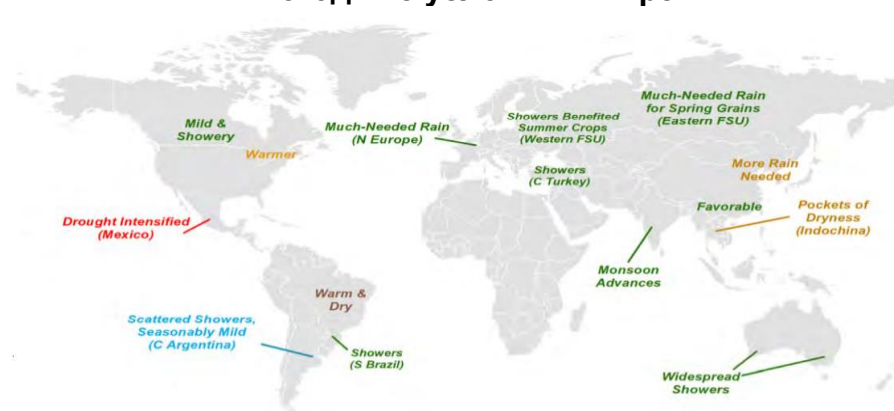 Much-Needed Rain
for Spring Grains
(Eastern FSU)
Showers Benefited
Summer Crops
(Western FSU)
Mild &
Showery
Much-Needed Rain
(N Europe)
Warmer
More Rain
Needed
Showers
(C Turkey)
Favorable
Pockets of
Dryness
(Indochina)
Drought Intensified
(Mexico)
Monsoon
Advances
Warm &
Dry
Scattered Showers,
Seasonably Mild
(C Argentina)
Showers
(S Brazil)
Widespread
Showers